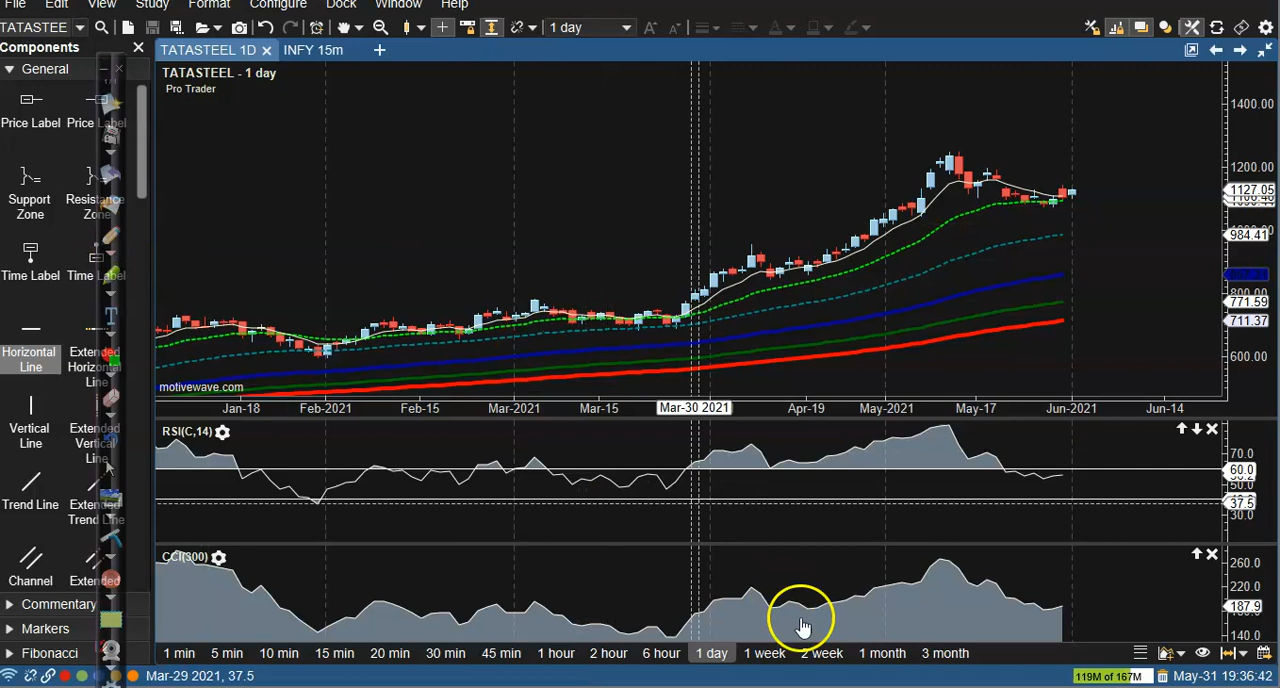 File Edit View Study Format Configure Dock Window Help
TATASTEE
1 day
Components
TATASTEEL 1D
INFY 15m
General
TATASTEEL - 1 day
Pro Trader
Price Label
Support Zone
Zone
Time Label
Horizontal Line
Extended Horizontal Line
Vertical Line
Extended Vertical Line
Trend Line
Extended Trend Line
Channel
Commentary
Markers
Fibonacci
1400.00
1200.00
1127.05
984.41
800.00
771.59
711.37
600.00
motivewave.com
Jan-18 Feb-2021 Feb-15 Mar-2021 Mar-15 Mar-30 2021 Apr-19 May-2021 May-17 Jun-2021 Jun-14
RSI(C,14)
70.0
60.0
37.5
30.0
CCI(300)
260.0
220.0
187.9
140.0
1 min 5 min 10 min 15 min 20 min 30 min 45 min 1 hour 2 hour 6 hour 1 day 1 week 2 week 1 month 3 month
Mar-29 2021, 37.5
119M of 167M
May-31 19:36:42